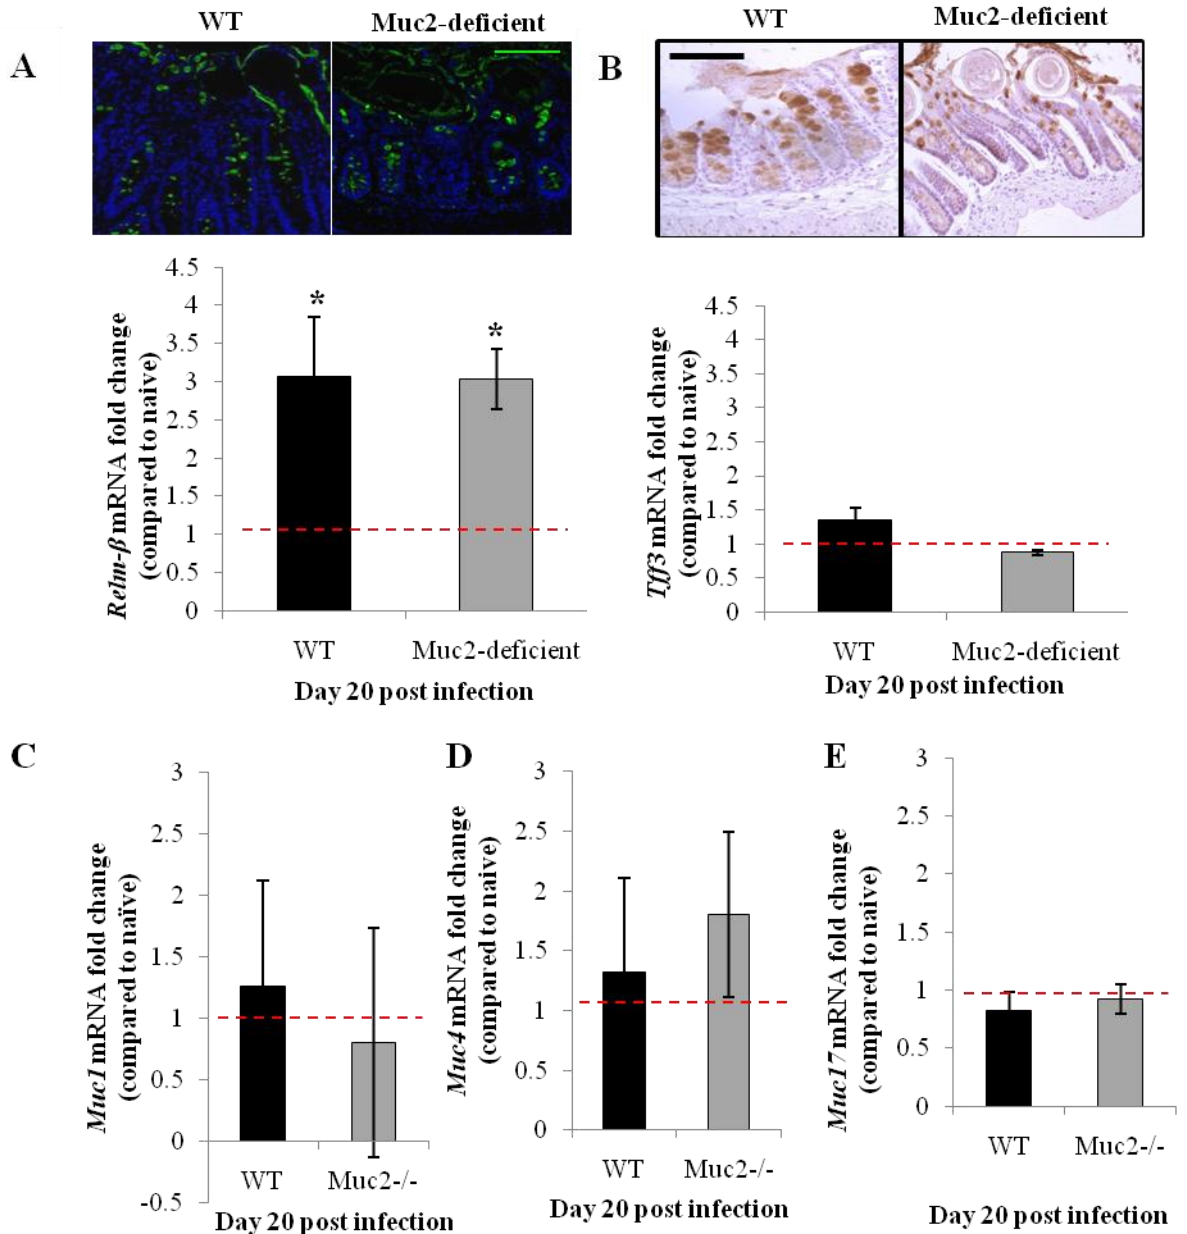 WT
Muc2-deficient
A
WT
Muc2-deficient
B
Relm-β mRNA fold change
(compared to naive)
4.5
4
3.5
3
2.5
2
1.5
1
0.5
0
*
*
WT
Muc2-deficient
Day 20 post infection
Tff3 mRNA fold change
(compared to naive)
4.5
4
3.5
3
2.5
2
1.5
1
0.5
0
WT
Muc2-deficient
Day 20 post infection
C
Muc1 mRNA fold change
(compared to naïve)
3
2.5
2
1.5
1
0.5
0
-0.5
WT
Muc2-/-
Day 20 post infection
D
Muc4 mRNA fold change
(compared to naive)
3
2.5
2
1.5
1
0.5
0
WT
Muc2-/-
Day 20 post infection
E
Muc17 mRNA fold change
(compared to naive)
3
2.5
2
1.5
1
0.5
0
WT
Muc2-/-
Day 20 post infection